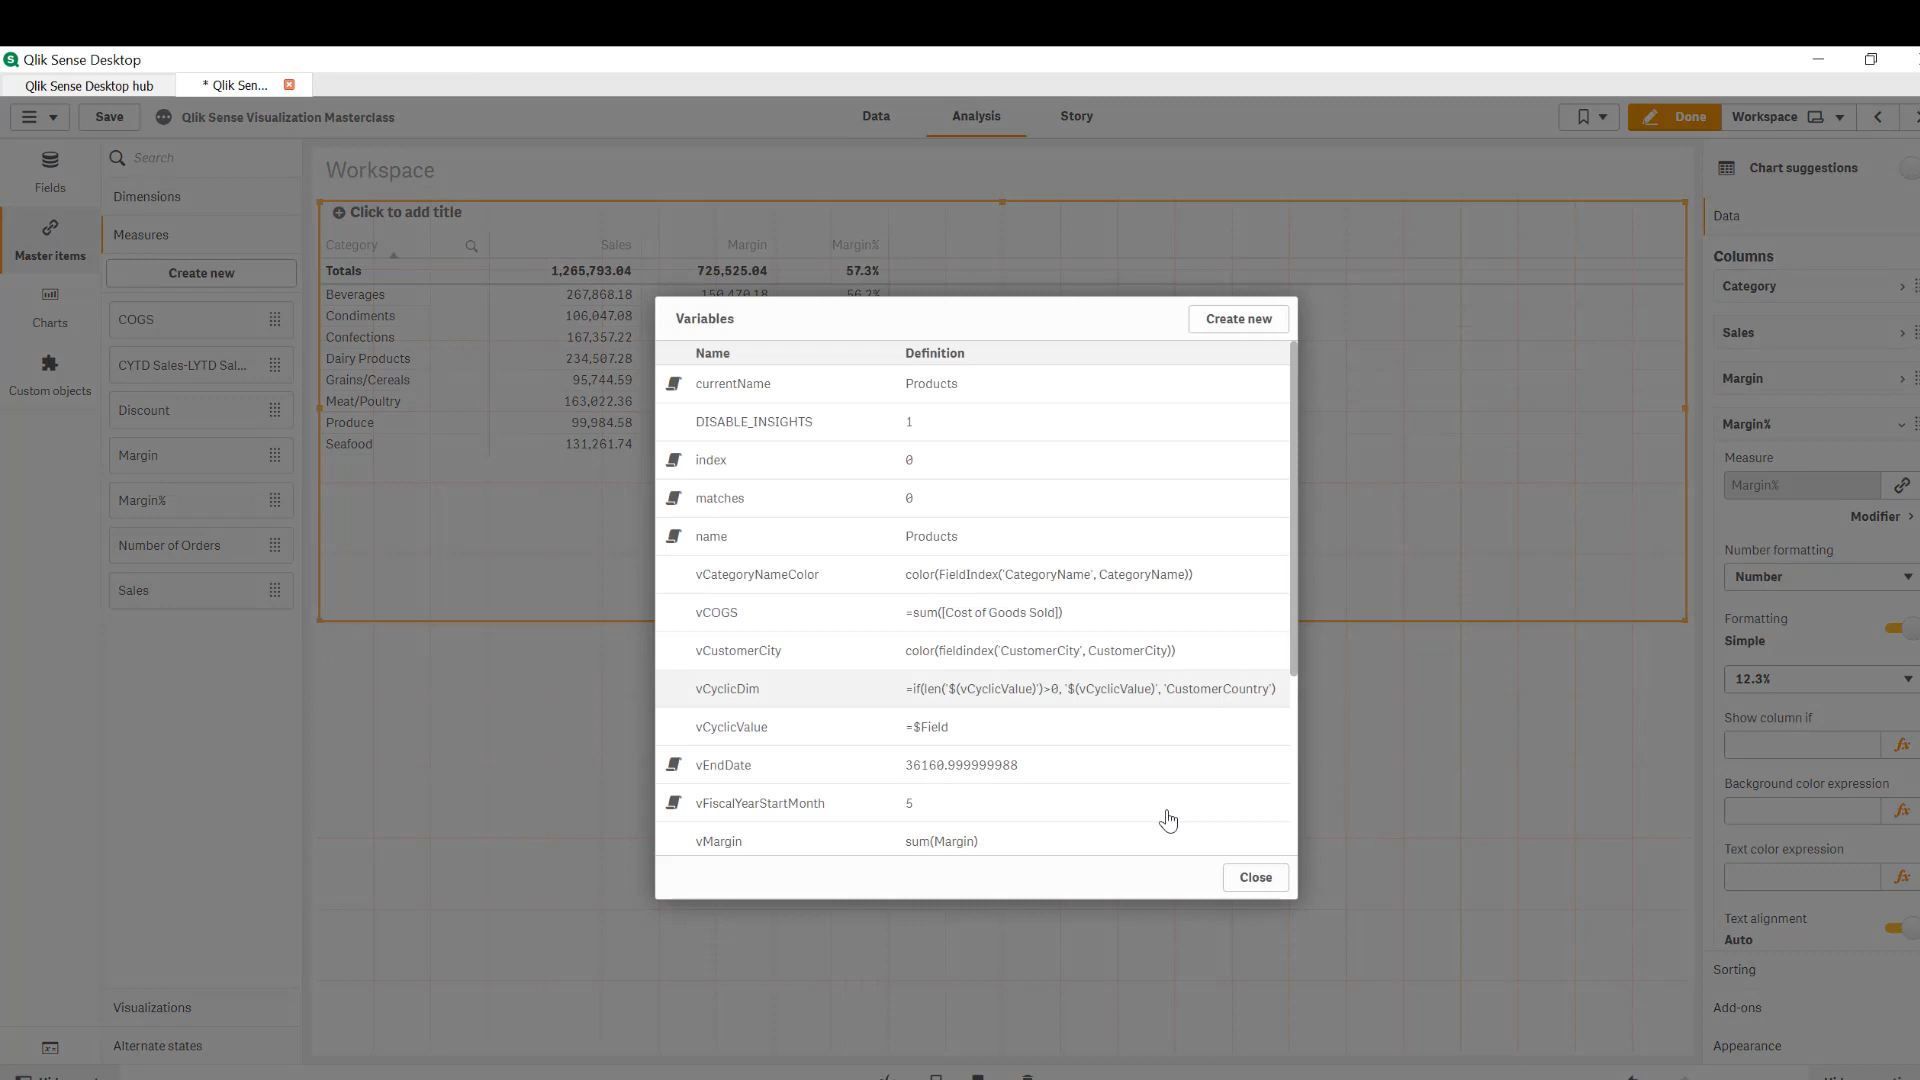 Qlik Sense Desktop
Qlik Sense Desktop hub
* Qlik Sen...
Save
Qlik Sense Visualization Masterclass
Data
Analysis
Story
Done
Workspace
Fields
Master items
Charts
Custom objects
Search
Dimensions
Measures
Create new
COGS
CYTD Sales-LYTD Sal...
Discount
Margin
Margin%
Number of Orders
Sales
Visualizations
Alternate states
Workspace
Click to add title
Category Sales Margin Margin%
Totals 1,265,793.04 725,525.04 57.3%
Beverages 267,868.18 150,470.18 56.2%
Condiments 106,047.08
Confections 167,357.22
Dairy Products 234,507.28
Grains/Cereals 95,744.59
Meat/Poultry 163,022.36
Produce 99,984.58
Seafood 131,261.74
Variables
Create new
Name Definition
currentName Products
DISABLE_INSIGHTS 1
index 0
matches 0
name Products
vCategoryNameColor color(FieldIndex('CategoryName', CategoryName))
vCOGS =sum([Cost of Goods Sold])
vCustomerCity color(fieldindex('CustomerCity', CustomerCity))
vCyclicDim =if(len('$(vCyclicValue)')>0, '$(vCyclicValue)', 'CustomerCountry')
vCyclicValue =$Field
vEndDate 36160.999999988
vFiscalYearStartMonth 5
vMargin sum(Margin)
Close
Chart suggestions
Data
Columns
Category
Sales
Margin
Margin%
Measure
Margin%
Modifier
Number formatting
Number
Formatting
Simple
12.3%
Show column if
fx
Background color expression
fx
Text color expression
fx
Text alignment
Auto
Sorting
Add-ons
Appearance